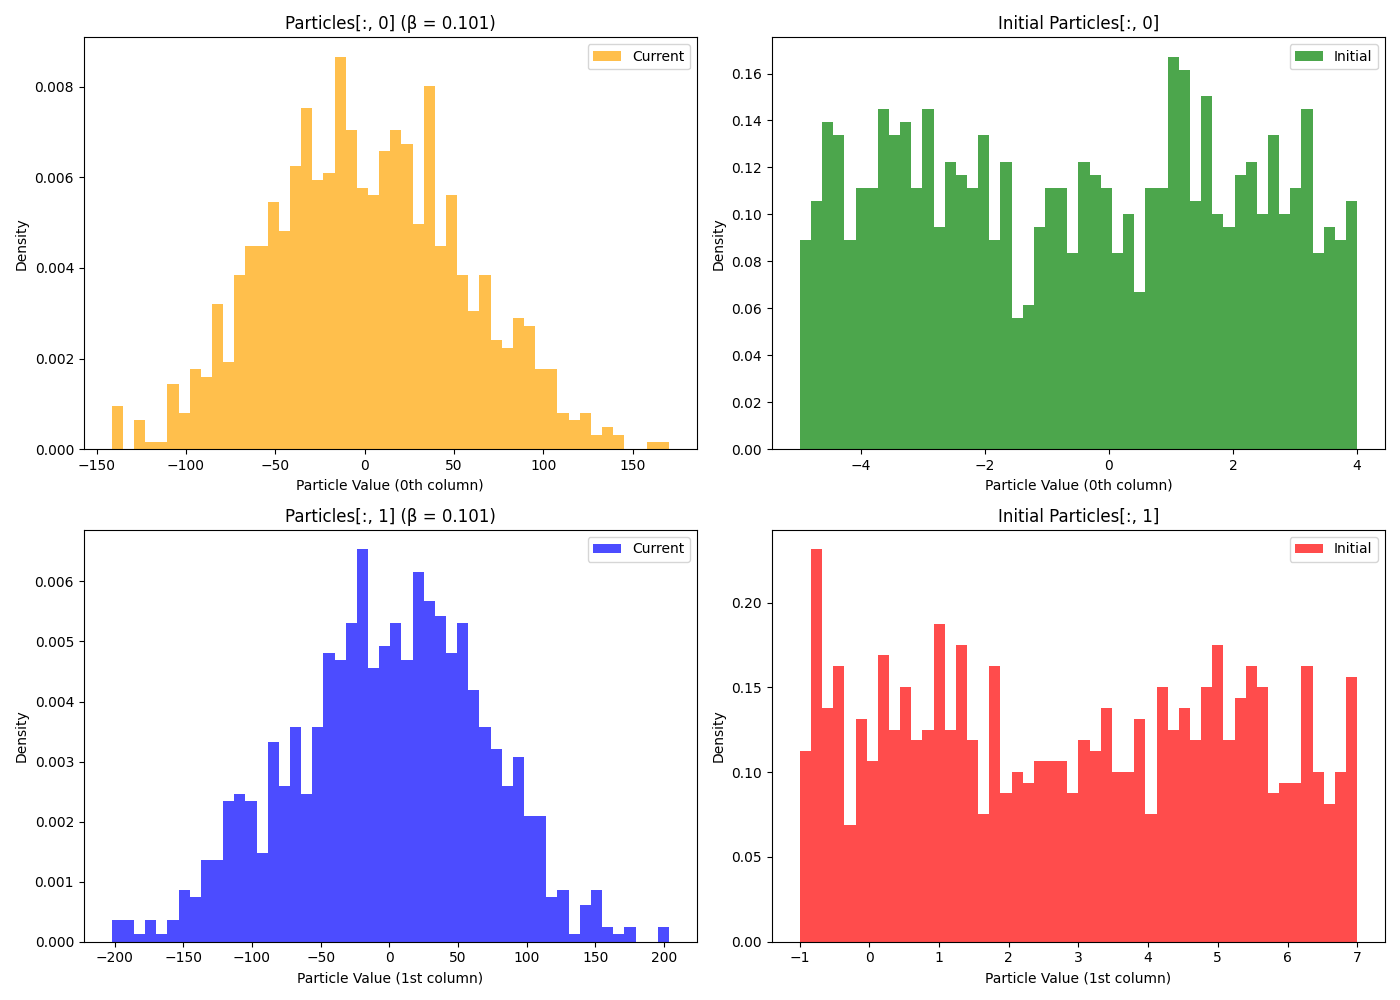 Particles[:, 0] (β = 0.101)
Current
0.008
0.006
0.004
0.002
0.000
Density
−150 −100 −50 0 50 100 150
Particle Value (0th column)
Initial Particles[:, 0]
Initial
0.16
0.14
0.12
0.10
0.08
0.06
0.04
0.02
0.00
Density
−4 −2 0 2 4
Particle Value (0th column)
Particles[:, 1] (β = 0.101)
Current
0.006
0.005
0.004
0.003
0.002
0.001
0.000
Density
−200 −150 −100 −50 0 50 100 150 200
Particle Value (1st column)
Initial Particles[:, 1]
Initial
0.20
0.15
0.10
0.05
0.00
Density
−1 0 1 2 3 4 5 6 7
Particle Value (1st column)